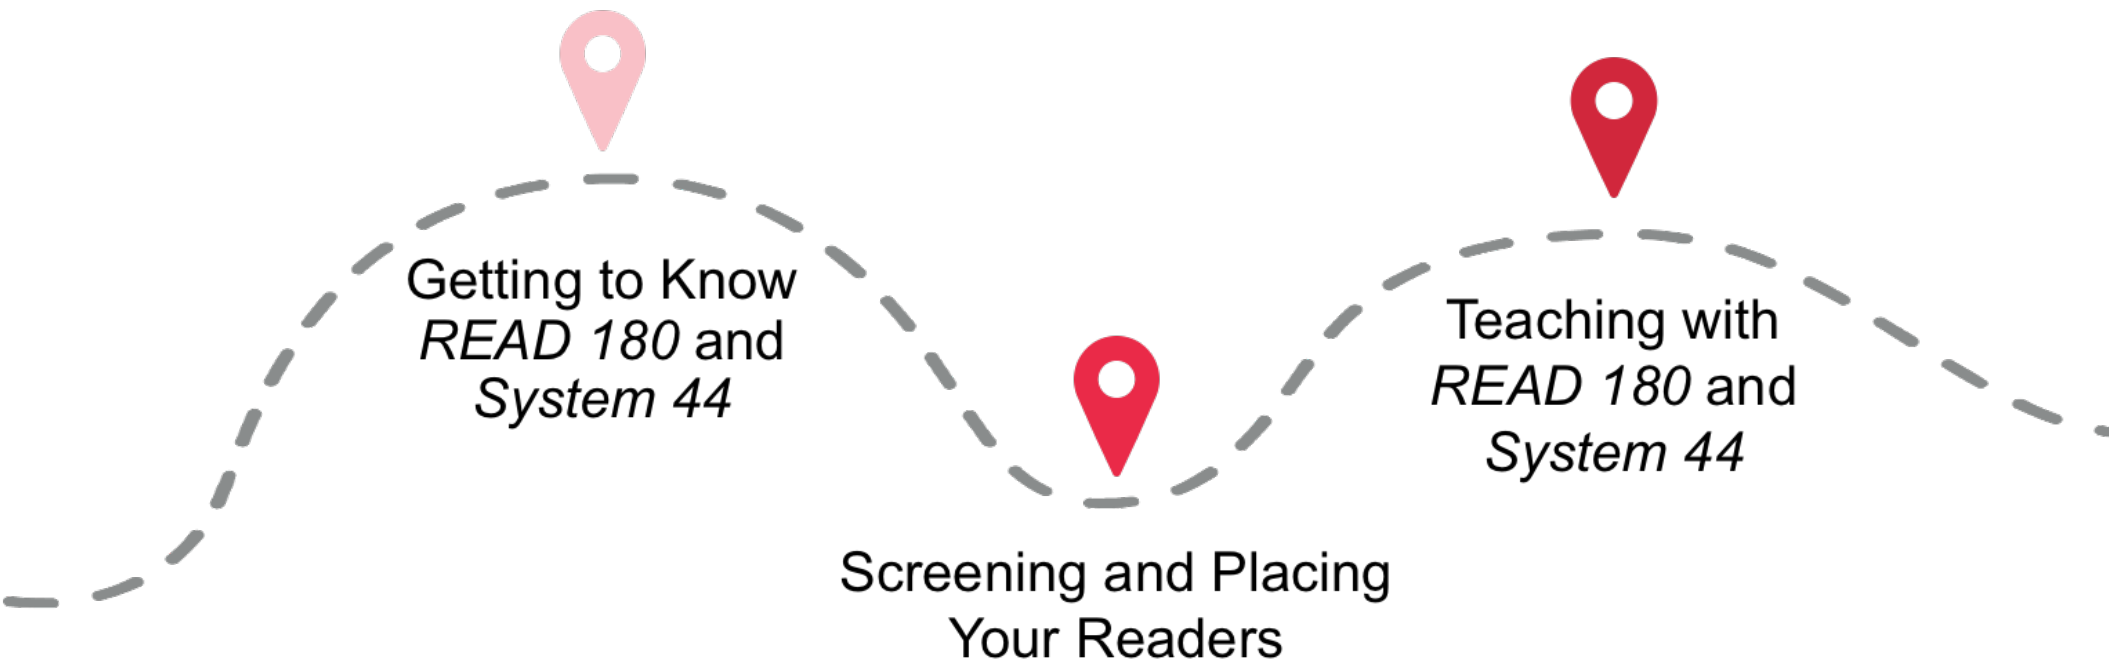 Getting to Know
READ 180 and
System 44
Screening and Placing
Your Readers
Teaching with
READ 180 and
System 44